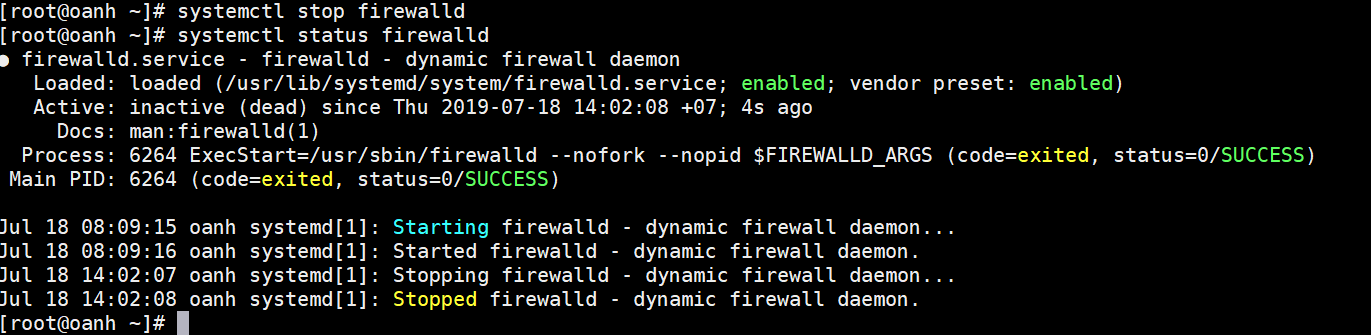 [root@oanh ~]# systemctl stop firewalld
[root@oanh ~]# systemctl status firewalld
● firewalld.service - firewalld - dynamic firewall daemon
   Loaded: loaded (/usr/lib/systemd/system/firewalld.service; enabled; vendor preset: enabled)
   Active: inactive (dead) since Thu 2019-07-18 14:02:08 +07; 4s ago
     Docs: man:firewalld(1)
  Process: 6264 ExecStart=/usr/sbin/firewalld --nofork --nopid $FIREWALLD_ARGS (code=exited, status=0/SUCCESS)
 Main PID: 6264 (code=exited, status=0/SUCCESS)

Jul 18 08:09:15 oanh systemd[1]: Starting firewalld - dynamic firewall daemon...
Jul 18 08:09:16 oanh systemd[1]: Started firewalld - dynamic firewall daemon.
Jul 18 14:02:07 oanh systemd[1]: Stopping firewalld - dynamic firewall daemon...
Jul 18 14:02:08 oanh systemd[1]: Stopped firewalld - dynamic firewall daemon.
[root@oanh ~]#